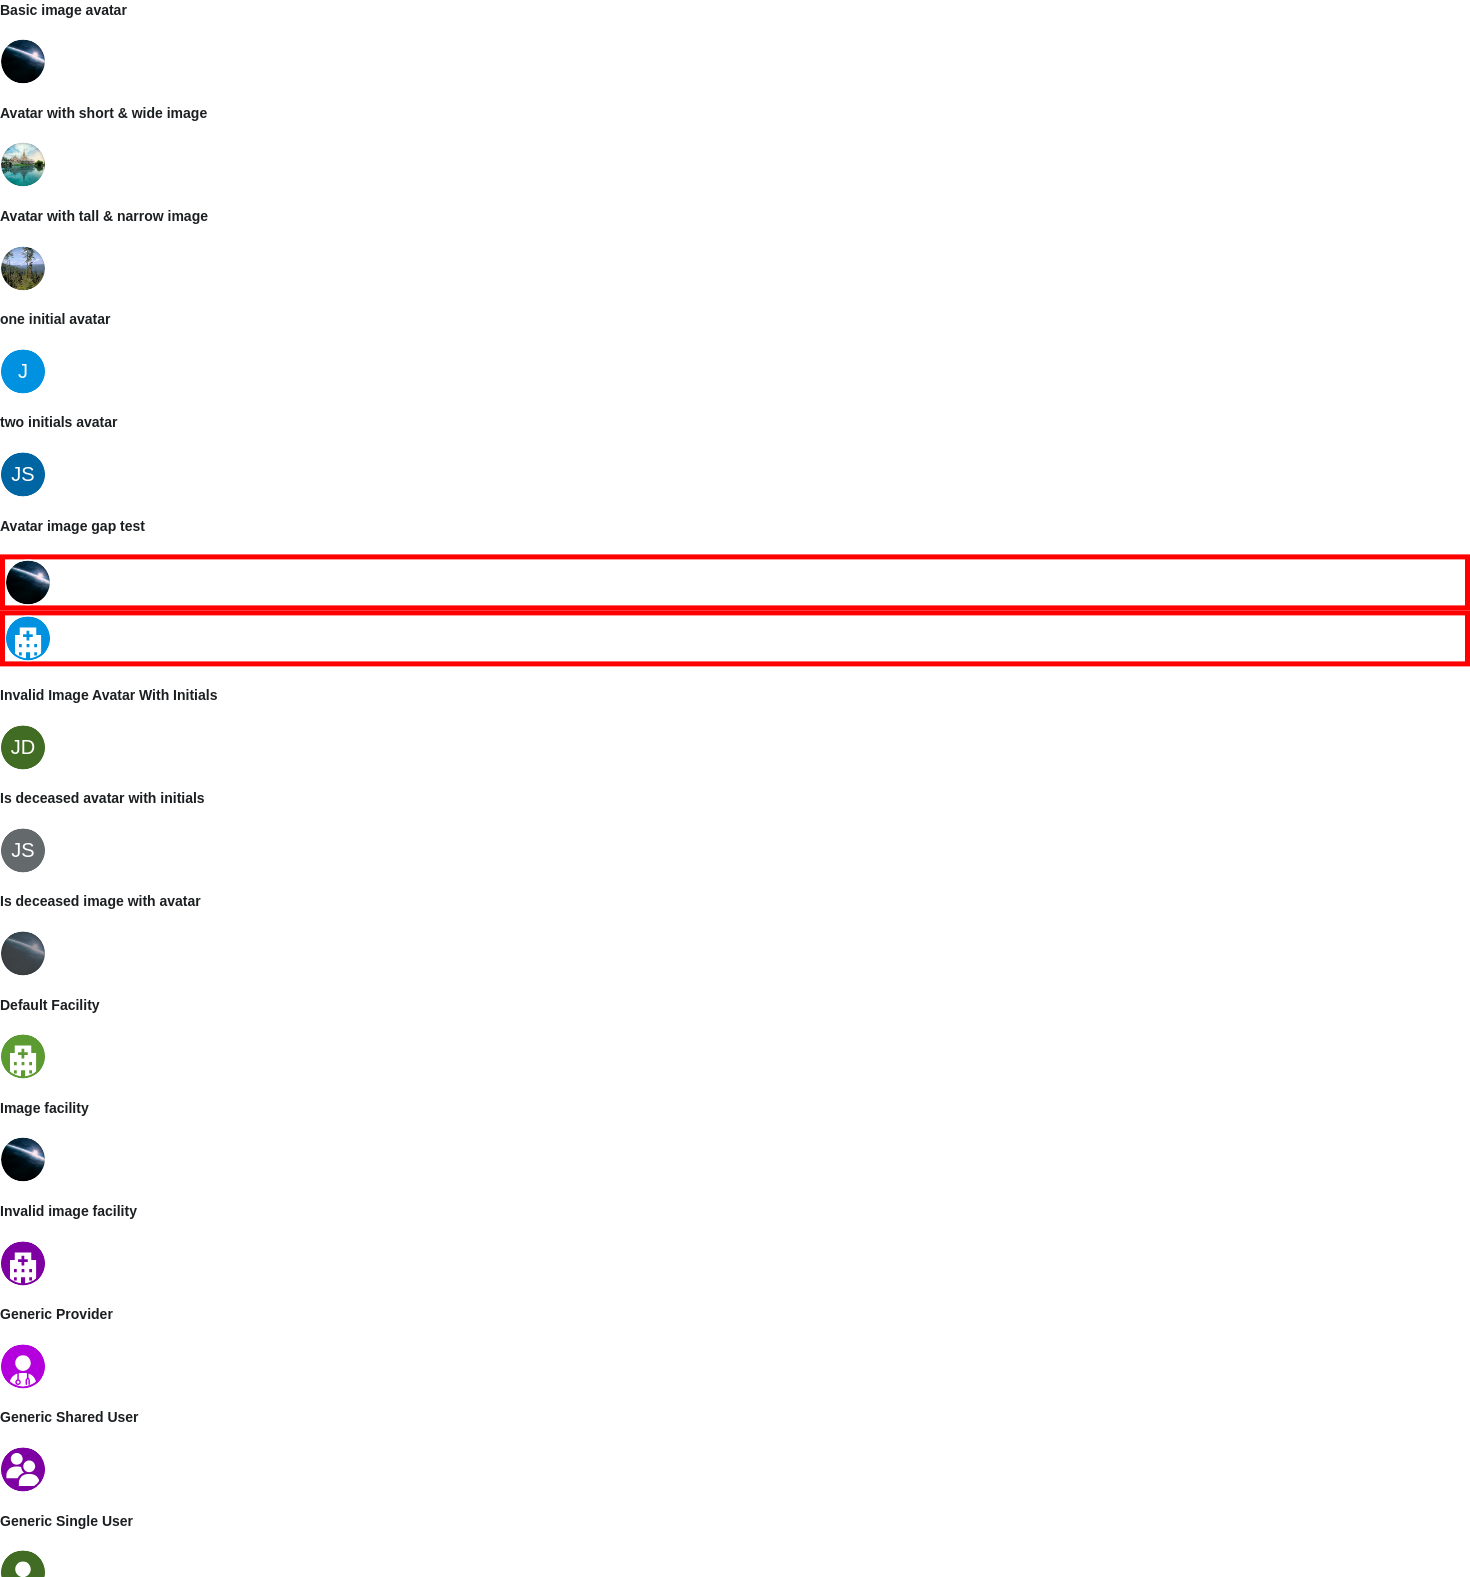 Basic image avatar
Avatar with short & wide image
Avatar with tall & narrow image
one initial avatar
J
two initials avatar
JS
Avatar image gap test
Invalid Image Avatar With Initials
JD
Is deceased avatar with initials
JS
Is deceased image with avatar
Default Facility
Image facility
Invalid image facility
Generic Provider
Generic Shared User
Generic Single User